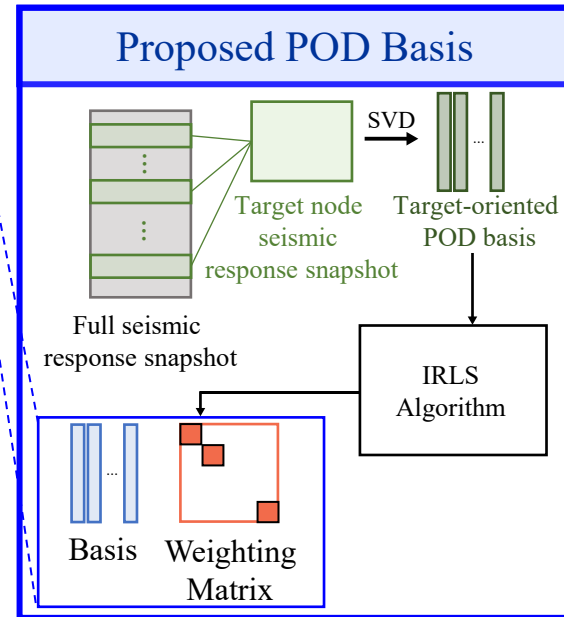 Proposed POD Basis
SVD
...
Target node
seismic
response snapshot
Target-oriented
POD basis
Full seismic
response snapshot
IRLS
Algorithm
...
Basis
Weighting
Matrix